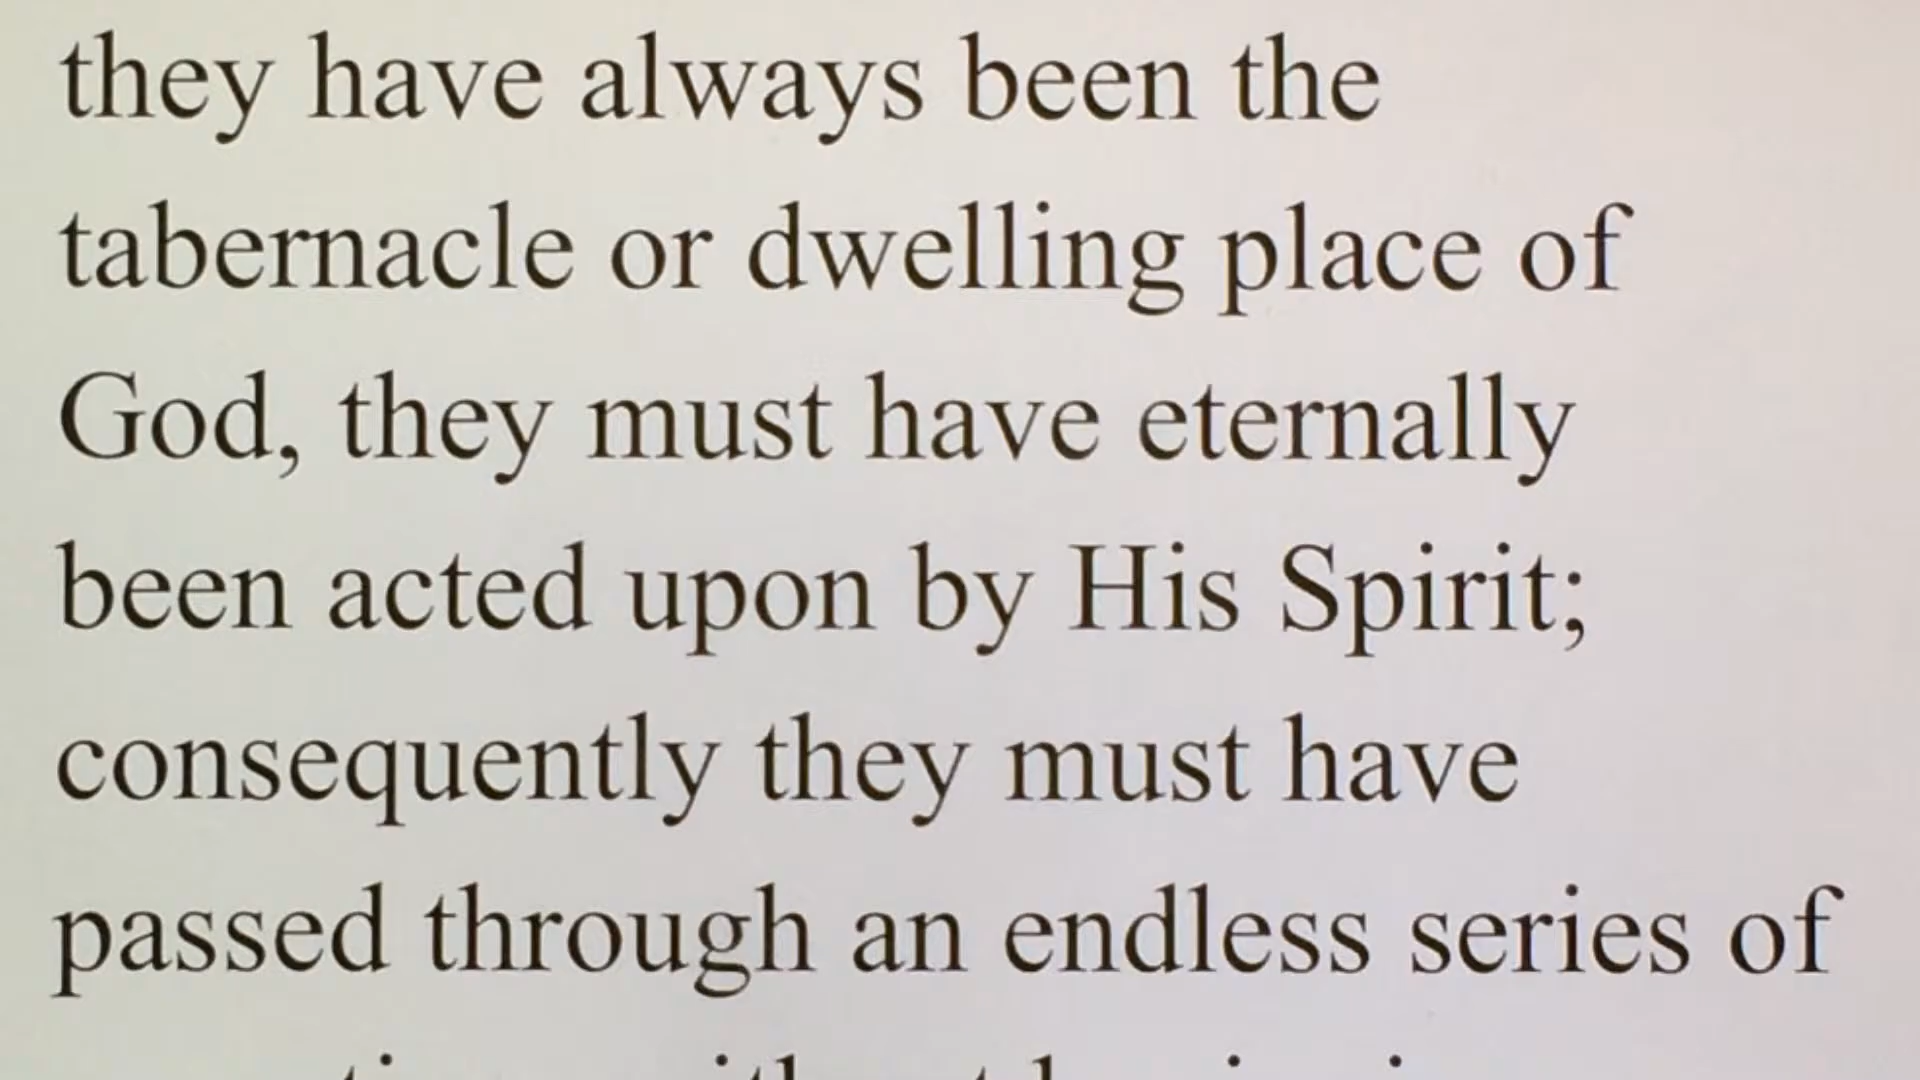 they have always been the
tabernacle or dwelling place of
God, they must have eternally
been acted upon by His Spirit;
consequently they must have
passed through an endless series of